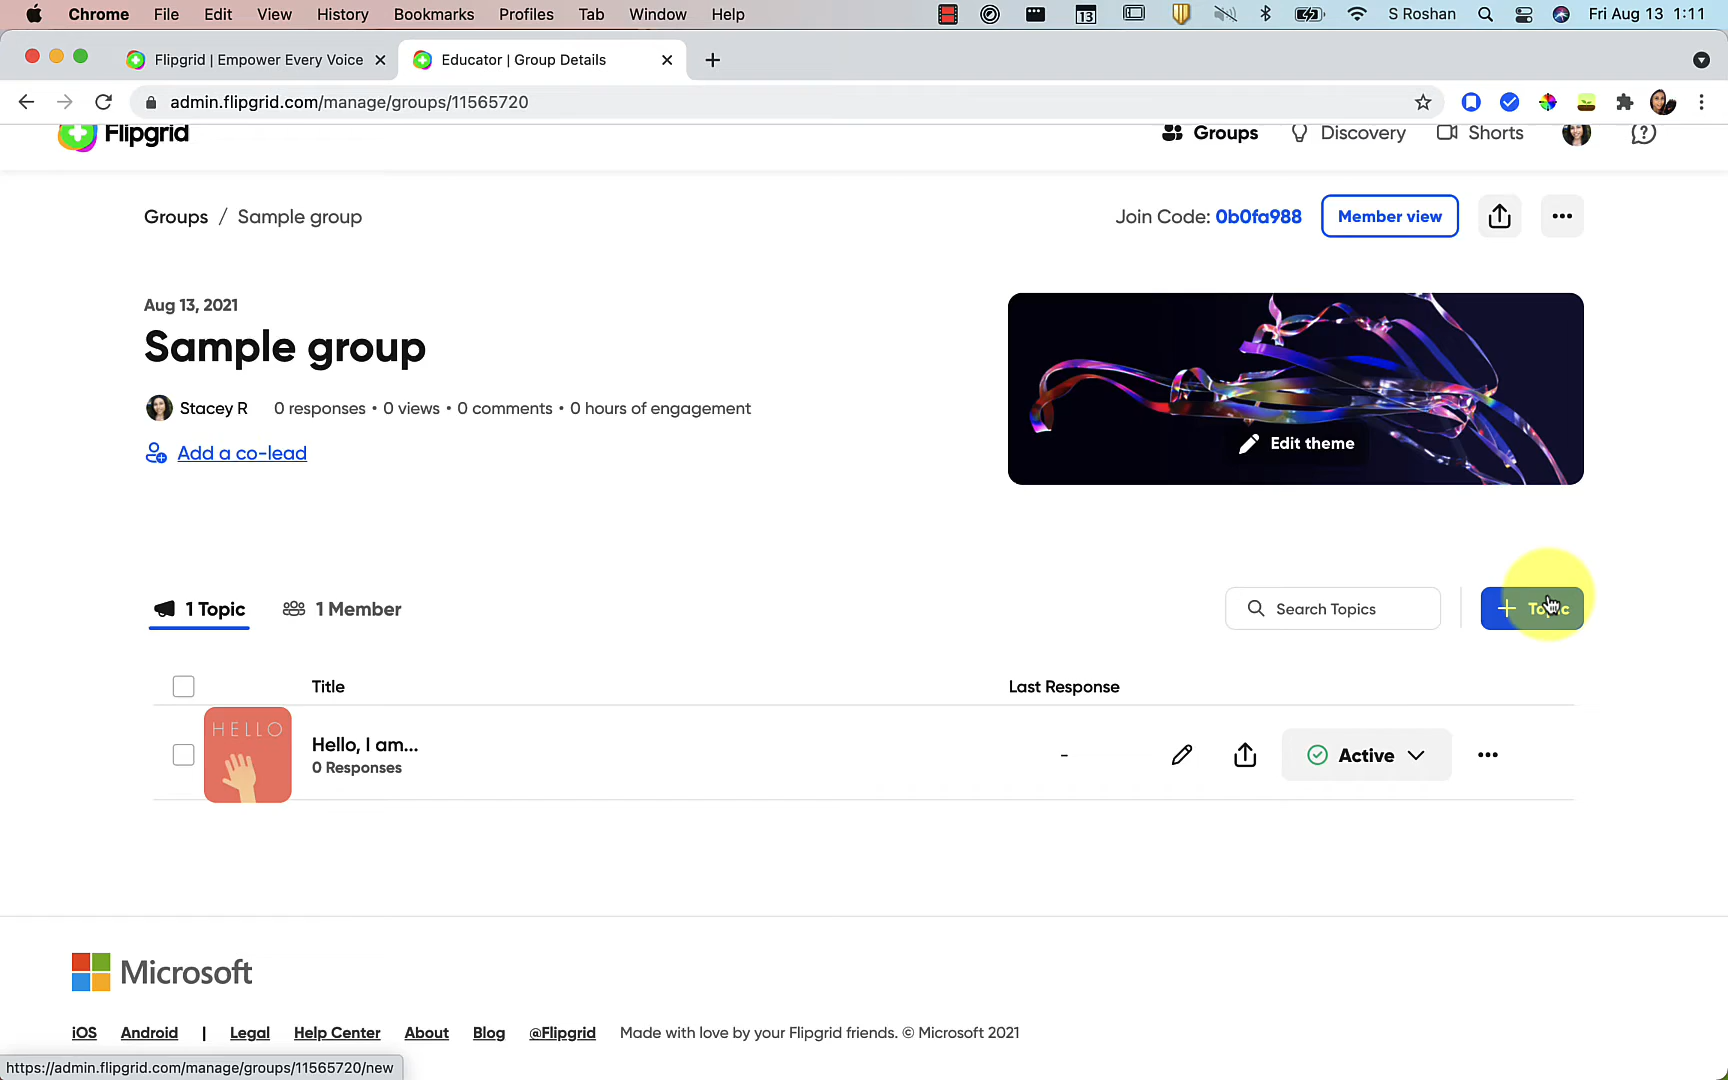 Chrome File Edit View History Bookmarks Profiles Tab Window Help 13 S Roshan Fri Aug 13 1:11
Flipgrid | Empower Every Voice Educator | Group Details
admin.flipgrid.com/manage/groups/11565720
Flipgrid Groups Discovery Shorts
Groups / Sample group Join Code: 0b0fa988 Member view
Aug 13, 2021
Sample group
Stacey R 0 responses • 0 views • 0 comments • 0 hours of engagement
Edit theme
Add a co-lead
1 Topic 1 Member Search Topics + Topic
Title Last Response
HELLO
Hello, I am... - Active
0 Responses
Microsoft
iOS Android | Legal Help Center About Blog @Flipgrid Made with love by your Flipgrid friends. © Microsoft 2021
https://admin.flipgrid.com/manage/groups/11565720/new